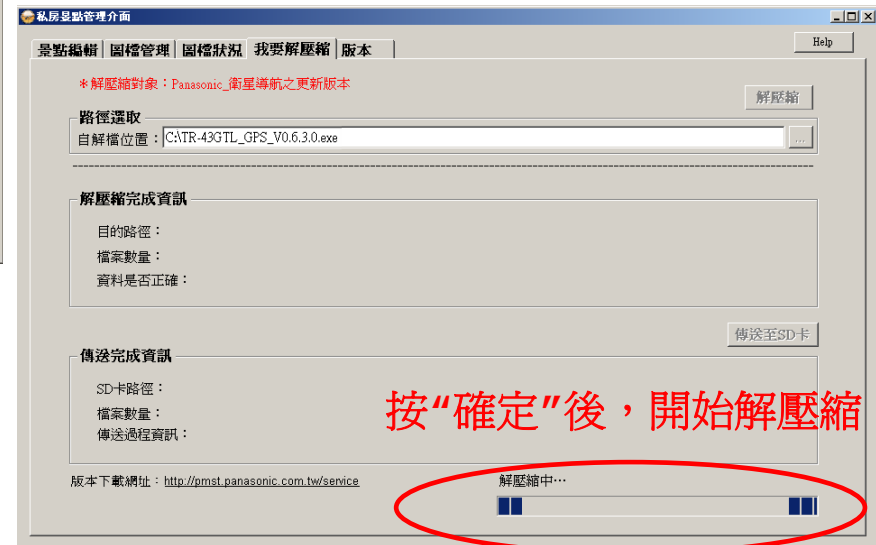 私房景點管理介面
景點編輯 圖檔管理 圖檔狀況 我要解壓縮 版本
Help
*解壓縮對象：Panasonic_衛星導航之更新版本
解壓縮
路徑選取
自解檔位置：C:\TR-43GTL_GPS_V0.6.3.0.exe ...
解壓縮完成資訊
目的路徑：
檔案數量：
資料是否正確：
傳送至SD卡
傳送完成資訊
SD卡路徑：
檔案數量：
傳送過程資訊：
按“確定”後，開始解壓縮
版本下載網址：http://pmst.panasonic.com.tw/service
解壓縮中…